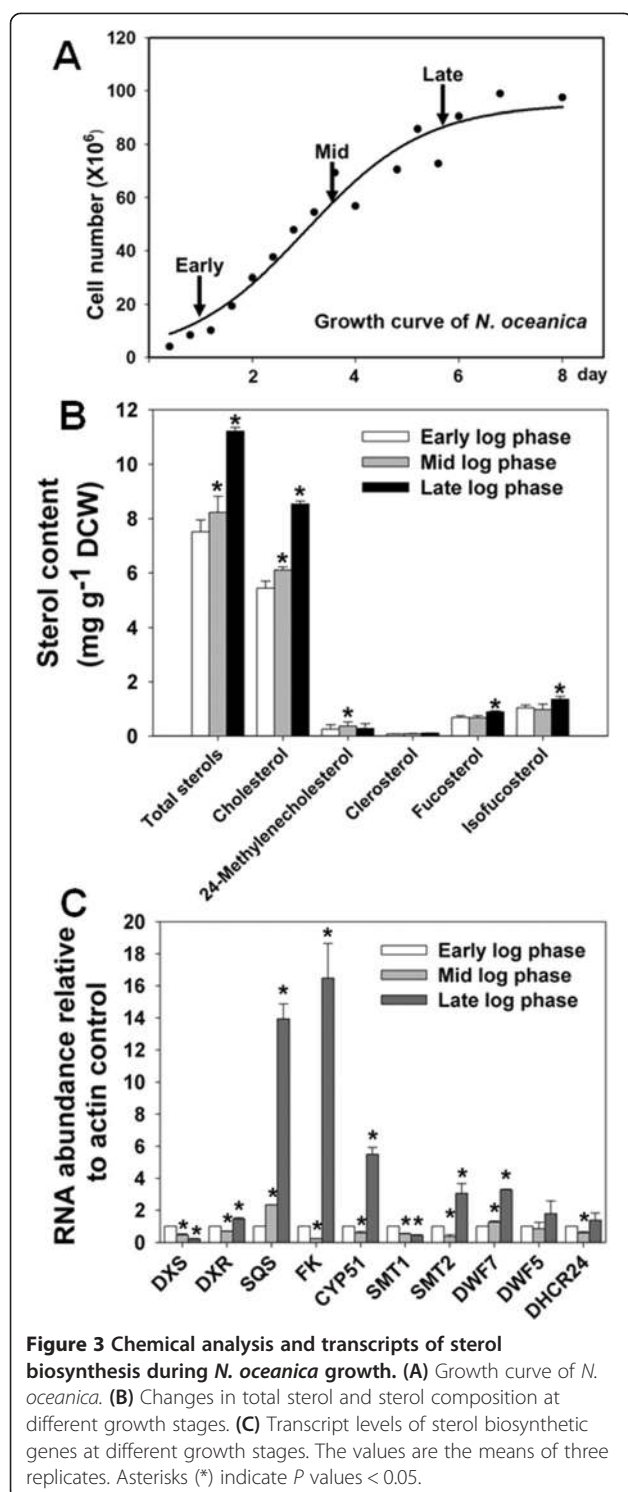 A
120
100
80
60
40
20
0
Cell number (X10⁶)
Early
Mid
Late
Growth curve of N. oceanica
2 4 6 8 day
B
12
10
8
6
4
2
0
Sterol content
(mg g⁻¹ DCW)
Early log phase
Mid log phase
Late log phase
* * * * * * *
Total sterols
Cholesterol
24-Methylenecholesterol
Clerosterol
Fucosterol
Isofucosterol
C
20
18
16
14
12
10
8
6
4
2
0
RNA abundance relative
to actin control
Early log phase
Mid log phase
Late log phase
* * * * * * * * * * * * * * * * *
DXS
DXR
SQS
FK
CYP51
SMT1
SMT2
DWF7
DWF5
DHCR24
Figure 3 Chemical analysis and transcripts of sterol
biosynthesis during N. oceanica growth. (A) Growth curve of N.
oceanica. (B) Changes in total sterol and sterol composition at
different growth stages. (C) Transcript levels of sterol biosynthetic
genes at different growth stages. The values are the means of three
replicates. Asterisks (*) indicate P values < 0.05.